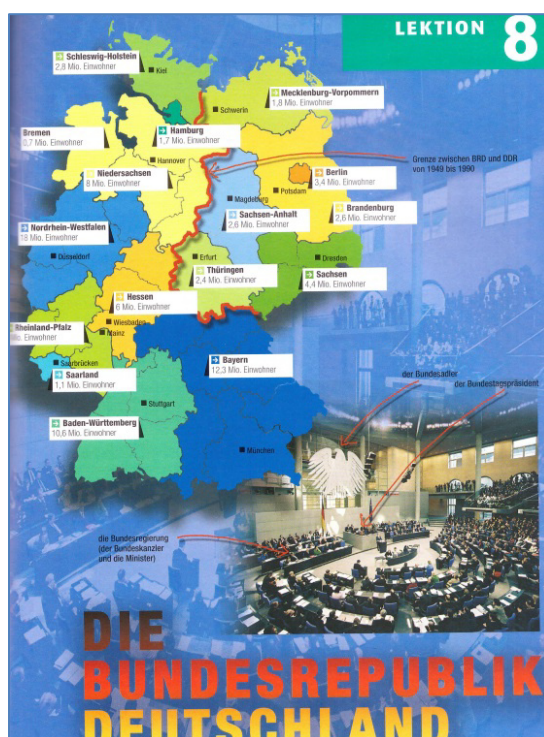 LEKTION 8
Schleswig-Holstein
2,8 Mio. Einwohner
Kiel
Mecklenburg-Vorpommern
1,8 Mio. Einwohner
Schwerin
Bremen
0,7 Mio. Einwohner
Hamburg
1,7 Mio. Einwohner
Hannover
Grenze zwischen BRD und DDR
von 1949 bis 1990
Niedersachsen
8 Mio. Einwohner
Berlin
3,4 Mio. Einwohner
Potsdam
Magdeburg
Brandenburg
2,6 Mio. Einwohner
Sachsen-Anhalt
2,6 Mio. Einwohner
Nordrhein-Westfalen
18 Mio. Einwohner
Düsseldorf
Erfurt
Dresden
Thüringen
2,4 Mio. Einwohner
Sachsen
4,4 Mio. Einwohner
Hessen
6 Mio. Einwohner
Wiesbaden
Mainz
Rheinland-Pfalz
Einwohner
Saarbrücken
Saarland
1,1 Mio. Einwohner
Bayern
12,3 Mio. Einwohner
der Bundesadler
der Bundestagspräsident
Stuttgart
Baden-Württemberg
10,6 Mio. Einwohner
München
die Bundesregierung
(der Bundeskanzler
und die Minister)
DIE
BUNDESREPUBLIK
DEUTSCHLAND